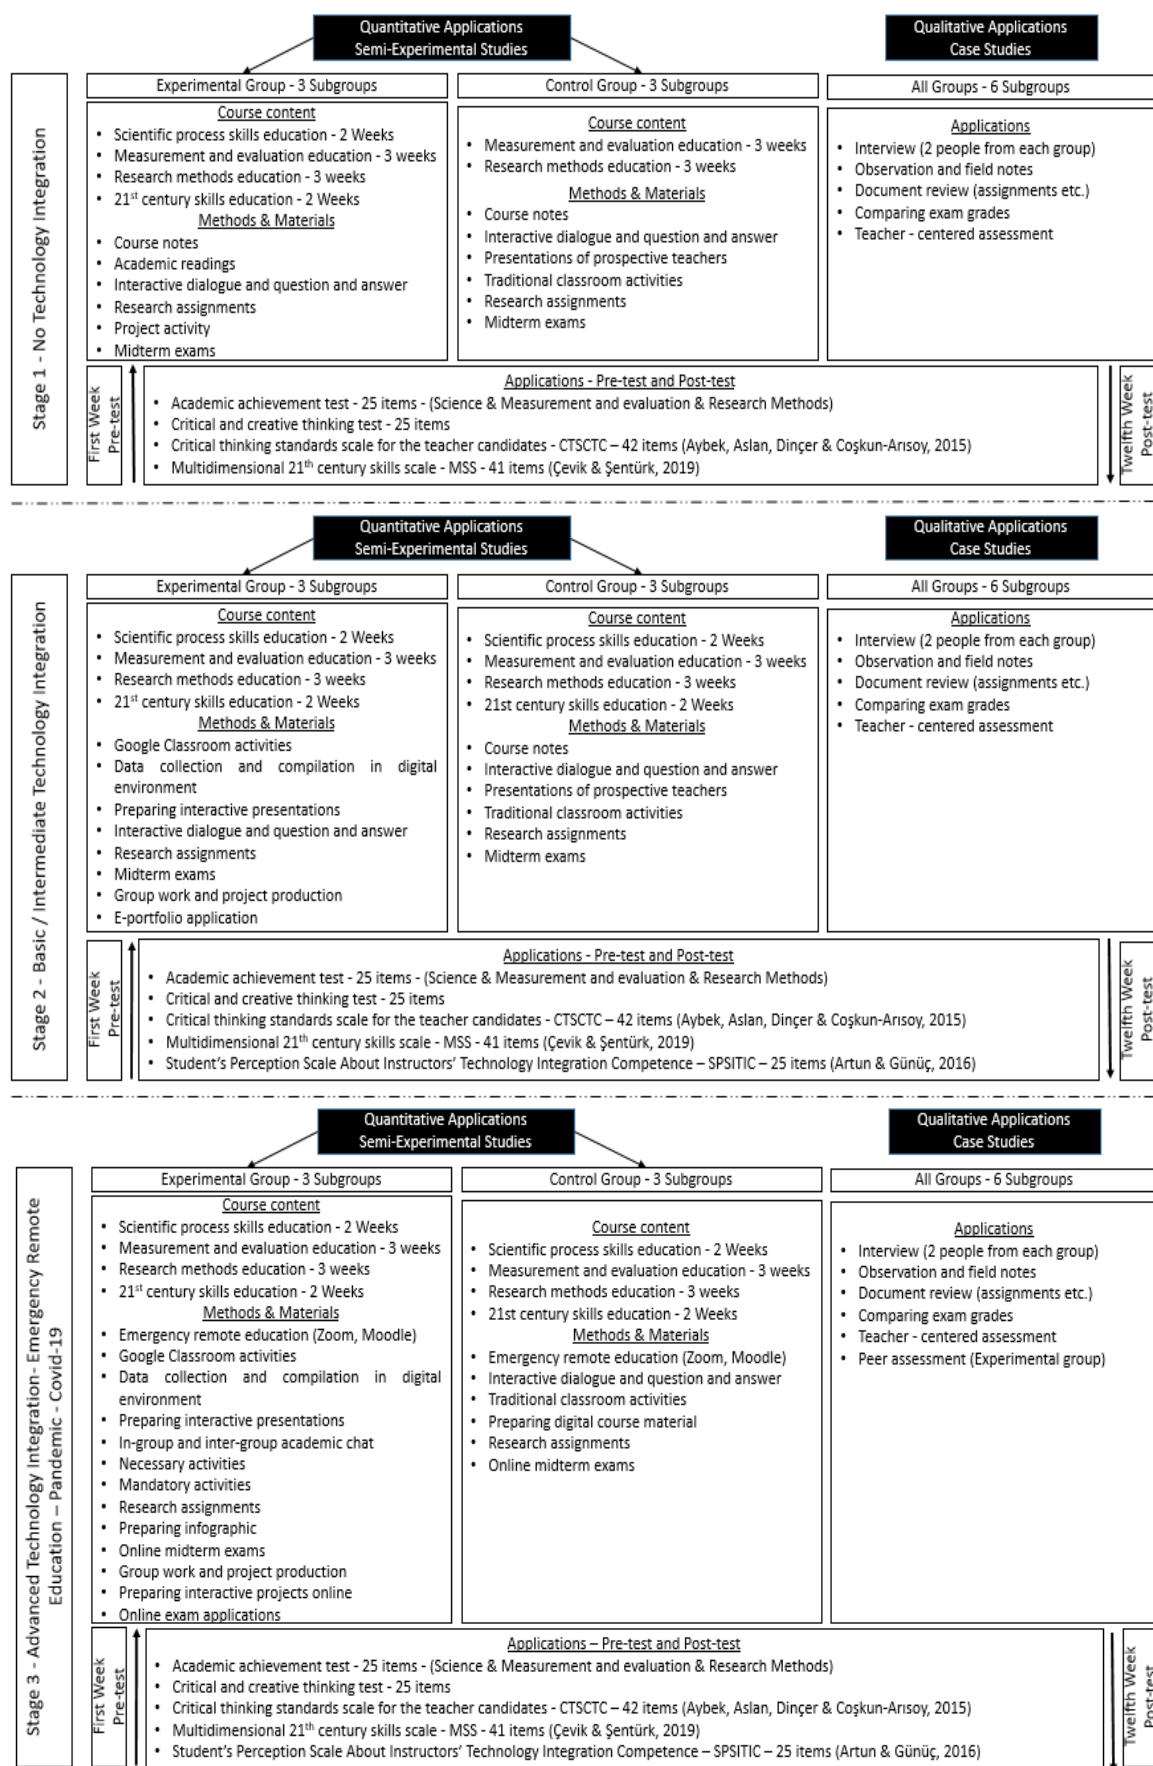 Quantitative Applications
Semi-Experimental Studies
Qualitative Applications
Case Studies
Stage 1 - No Technology Integration
Experimental Group - 3 Subgroups
Course content
• Scientific process skills education - 2 Weeks
• Measurement and evaluation education - 3 weeks
• Research methods education - 3 weeks
• 21st century skills education - 2 Weeks
Methods & Materials
• Course notes
• Academic readings
• Interactive dialogue and question and answer
• Research assignments
• Project activity
• Midterm exams
Control Group - 3 Subgroups
Course content
• Measurement and evaluation education - 3 weeks
• Research methods education - 3 weeks
Methods & Materials
• Course notes
• Interactive dialogue and question and answer
• Presentations of prospective teachers
• Traditional classroom activities
• Research assignments
• Midterm exams
All Groups - 6 Subgroups
Applications
• Interview (2 people from each group)
• Observation and field notes
• Document review (assignments etc.)
• Comparing exam grades
• Teacher - centered assessment
First Week
Pre-test
Applications - Pre-test and Post-test
• Academic achievement test - 25 items - (Science & Measurement and evaluation & Research Methods)
• Critical and creative thinking test - 25 items
• Critical thinking standards scale for the teacher candidates - CTSCTC – 42 items (Aybek, Aslan, Dinçer & Coşkun-Arısoy, 2015)
• Multidimensional 21th century skills scale - MSS - 41 items (Çevik & Şentürk, 2019)
Twelfth Week
Post-test
Quantitative Applications
Semi-Experimental Studies
Qualitative Applications
Case Studies
Stage 2 - Basic / Intermediate Technology Integration
Experimental Group - 3 Subgroups
Course content
• Scientific process skills education - 2 Weeks
• Measurement and evaluation education - 3 weeks
• Research methods education - 3 weeks
• 21st century skills education - 2 Weeks
Methods & Materials
• Google Classroom activities
• Data collection and compilation in digital
environment
• Preparing interactive presentations
• Interactive dialogue and question and answer
• Research assignments
• Midterm exams
• Group work and project production
• E-portfolio application
Control Group - 3 Subgroups
Course content
• Scientific process skills education - 2 Weeks
• Measurement and evaluation education - 3 weeks
• Research methods education - 3 weeks
• 21st century skills education - 2 Weeks
Methods & Materials
• Course notes
• Interactive dialogue and question and answer
• Presentations of prospective teachers
• Traditional classroom activities
• Research assignments
• Midterm exams
All Groups - 6 Subgroups
Applications
• Interview (2 people from each group)
• Observation and field notes
• Document review (assignments etc.)
• Comparing exam grades
• Teacher - centered assessment
First Week
Pre-test
Applications - Pre-test and Post-test
• Academic achievement test - 25 items - (Science & Measurement and evaluation & Research Methods)
• Critical and creative thinking test - 25 items
• Critical thinking standards scale for the teacher candidates - CTSCTC – 42 items (Aybek, Aslan, Dinçer & Coşkun-Arısoy, 2015)
• Multidimensional 21th century skills scale - MSS - 41 items (Çevik & Şentürk, 2019)
• Student's Perception Scale About Instructors' Technology Integration Competence – SPSITIC – 25 items (Artun & Günüç, 2016)
Twelfth Week
Post-test
Quantitative Applications
Semi-Experimental Studies
Qualitative Applications
Case Studies
Stage 3 - Advanced Technology Integration- Emergency Remote
Education – Pandemic - Covid-19
Experimental Group - 3 Subgroups
Course content
• Scientific process skills education - 2 Weeks
• Measurement and evaluation education - 3 weeks
• Research methods education - 3 weeks
• 21st century skills education - 2 Weeks
Methods & Materials
• Emergency remote education (Zoom, Moodle)
• Google Classroom activities
• Data collection and compilation in digital
environment
• Preparing interactive presentations
• In-group and inter-group academic chat
• Necessary activities
• Mandatory activities
• Research assignments
• Preparing infographic
• Online midterm exams
• Group work and project production
• Preparing interactive projects online
• Online exam applications
Control Group - 3 Subgroups
Course content
• Scientific process skills education - 2 Weeks
• Measurement and evaluation education - 3 weeks
• Research methods education - 3 weeks
• 21st century skills education - 2 Weeks
Methods & Materials
• Emergency remote education (Zoom, Moodle)
• Interactive dialogue and question and answer
• Traditional classroom activities
• Preparing digital course material
• Research assignments
• Online midterm exams
All Groups - 6 Subgroups
Applications
• Interview (2 people from each group)
• Observation and field notes
• Document review (assignments etc.)
• Comparing exam grades
• Teacher - centered assessment
• Peer assessment (Experimental group)
First Week
Pre-test
Applications – Pre-test and Post-test
• Academic achievement test - 25 items - (Science & Measurement and evaluation & Research Methods)
• Critical and creative thinking test - 25 items
• Critical thinking standards scale for the teacher candidates - CTSCTC – 42 items (Aybek, Aslan, Dinçer & Coşkun-Arısoy, 2015)
• Multidimensional 21th century skills scale - MSS - 41 items (Çevik & Şentürk, 2019)
• Student's Perception Scale About Instructors' Technology Integration Competence – SPSITIC – 25 items (Artun & Günüç, 2016)
Twelfth Week
Post-test